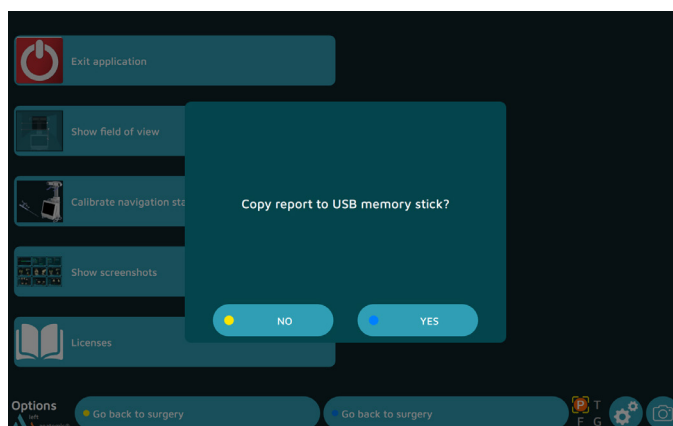 Exit application
Show field of view
Calibrate navigation sta
Copy report to USB memory stick?
Show screenshots
NO
YES
Licenses
Options
left
Go back to surgery
Go back to surgery
P T
F G